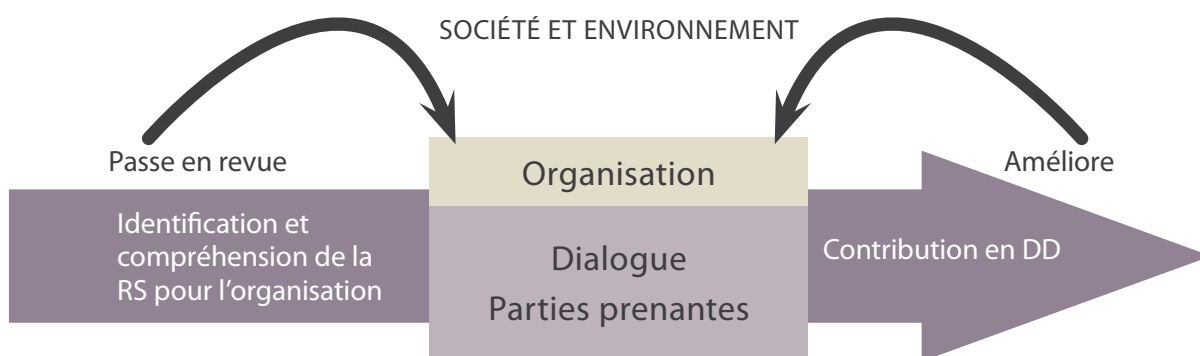 SOCIÉTÉ ET ENVIRONNEMENT
Passe en revue
Améliore
Organisation
Identification et
compréhension de la
RS pour l’organisation
Dialogue
Parties prenantes
Contribution en DD